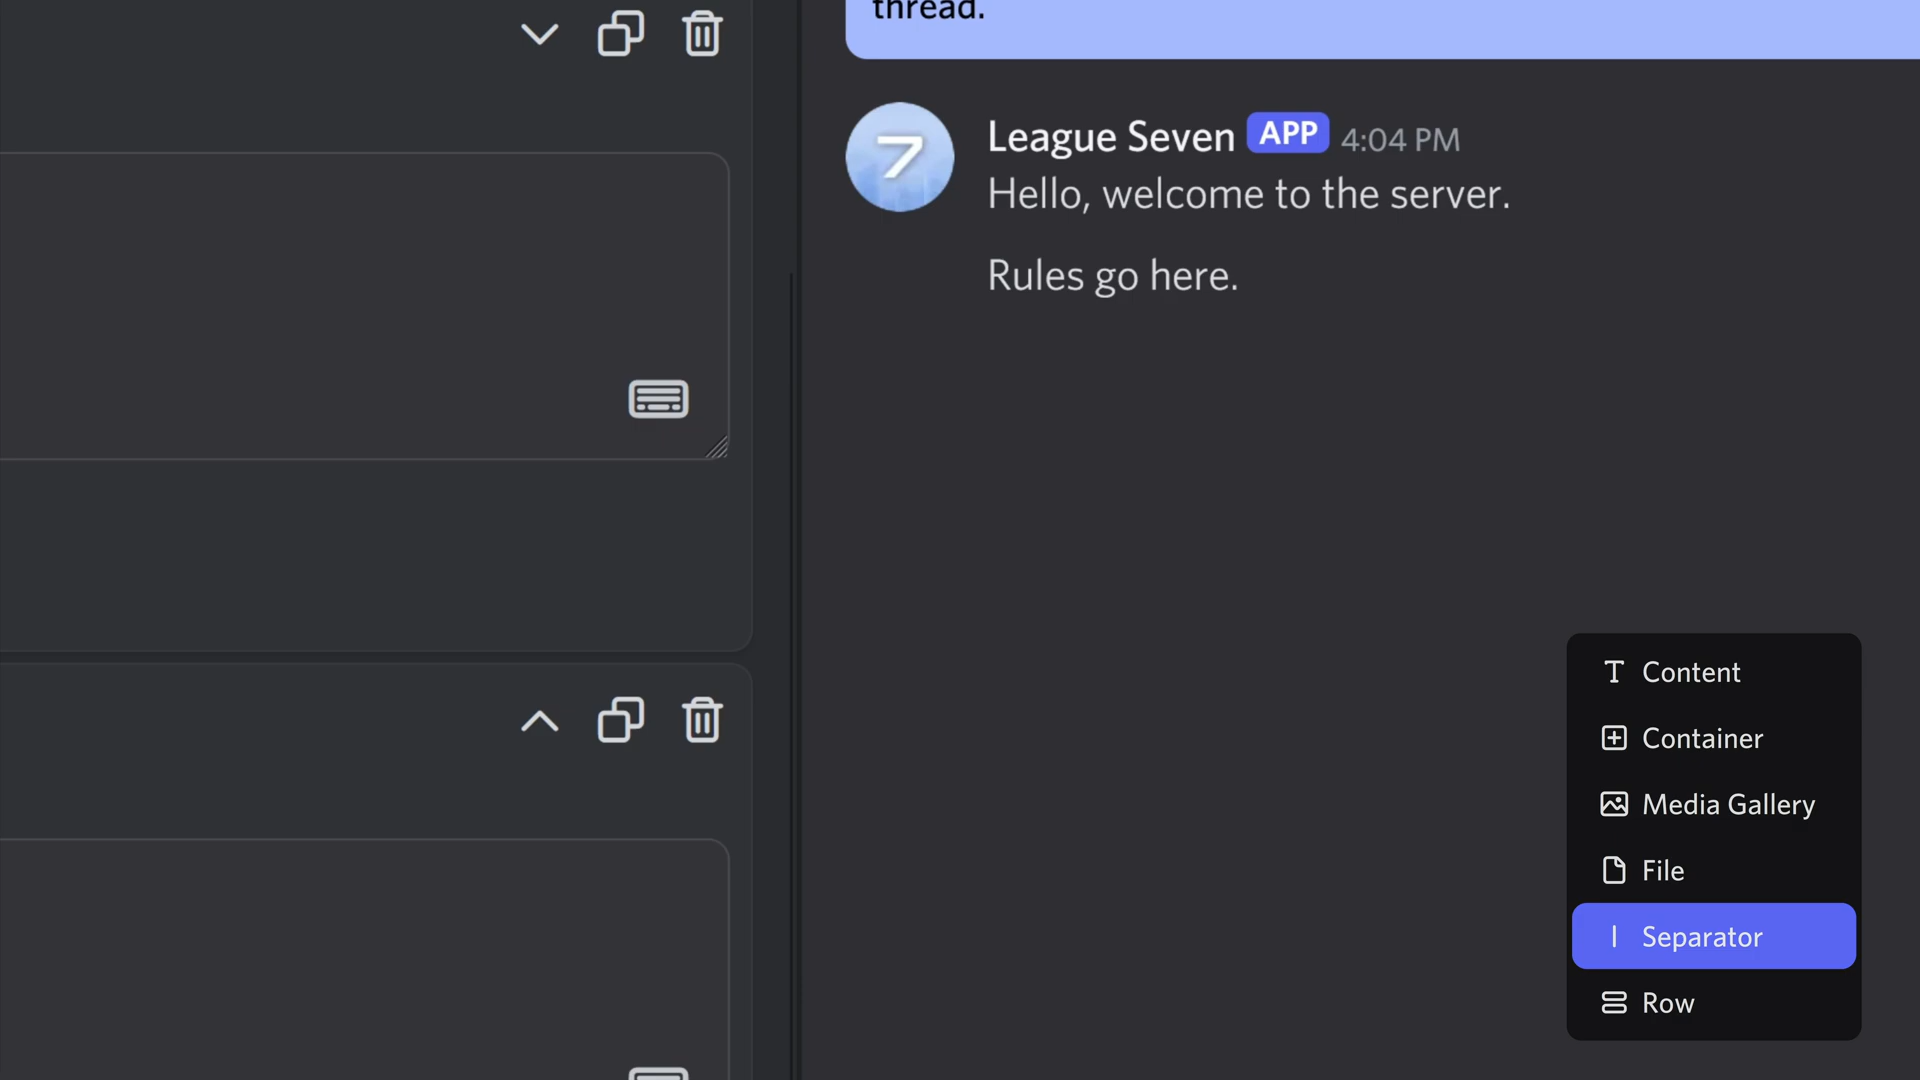 thread.
League Seven APP 4:04 PM
Hello, welcome to the server.
Rules go here.
Content
Container
Media Gallery
File
Separator
Row